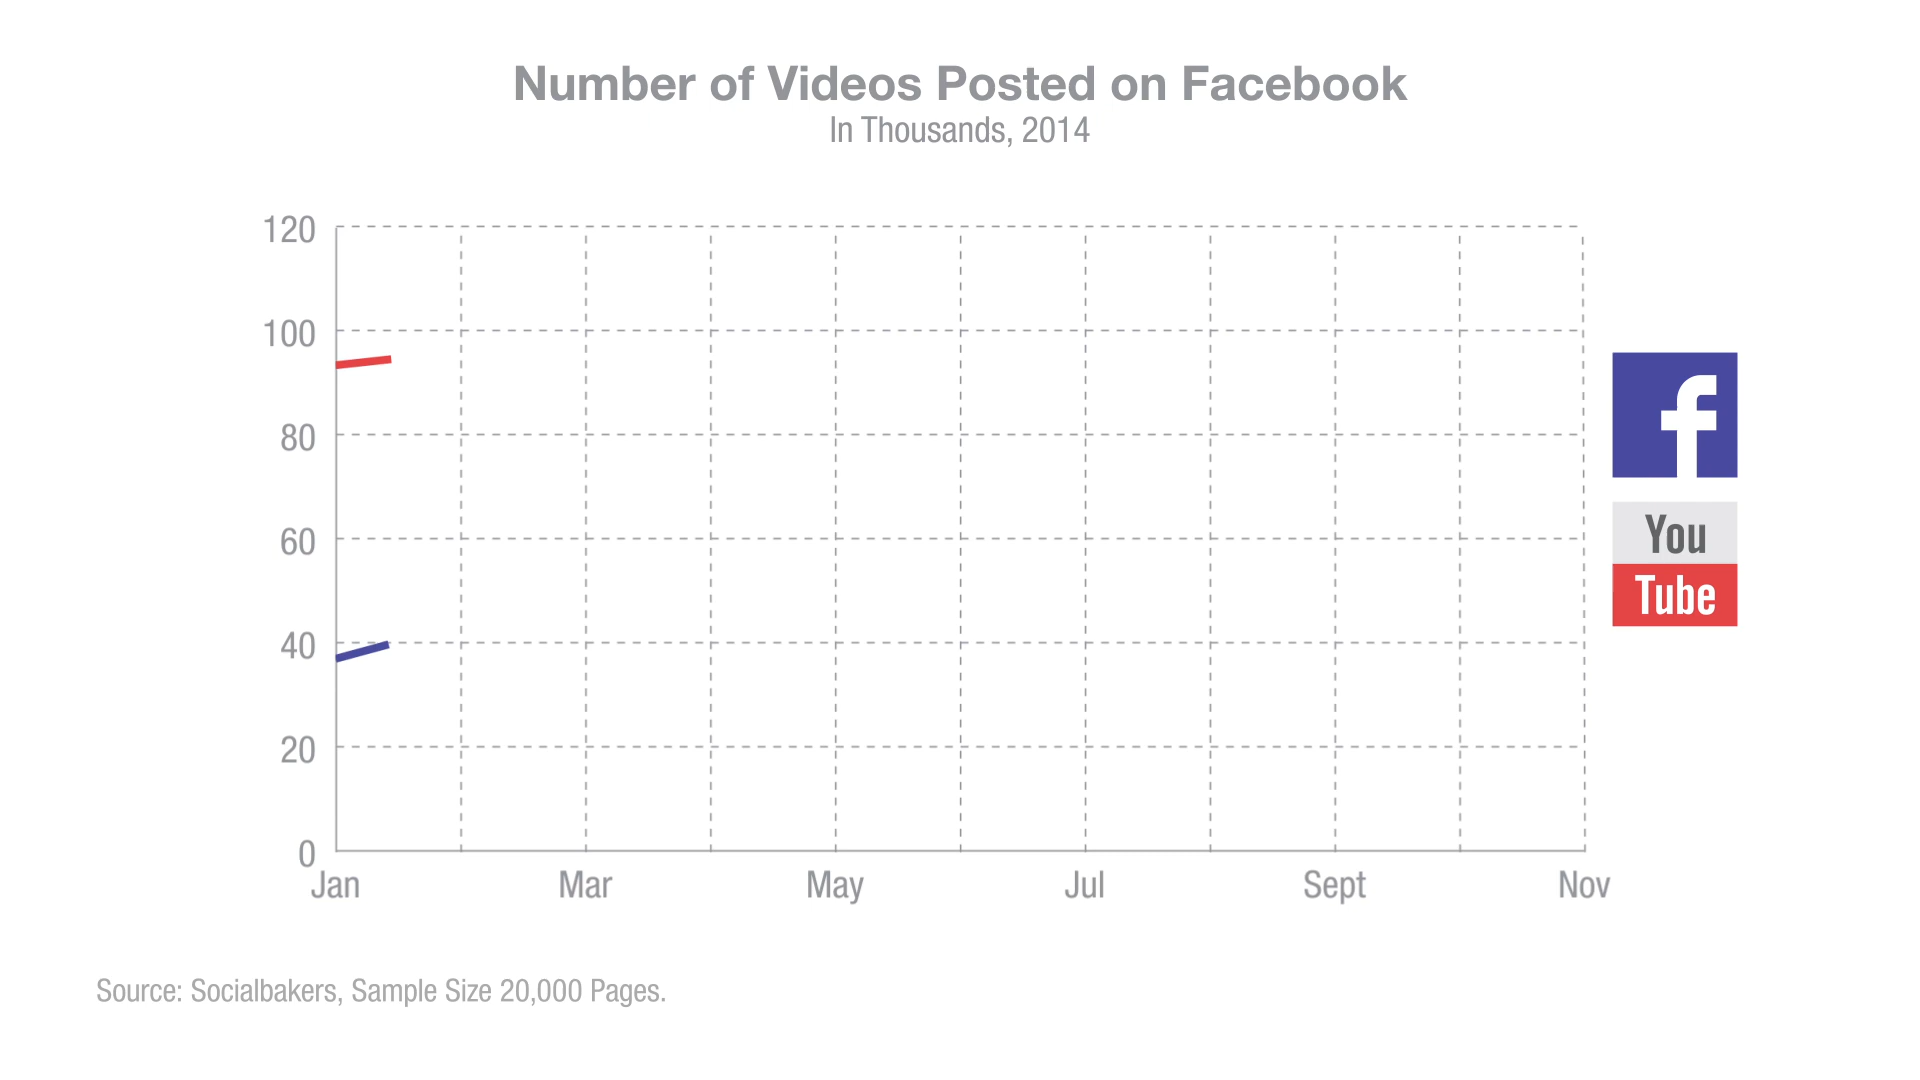 Number of Videos Posted on Facebook
In Thousands, 2014
120
100
80
60
40
20
0
Jan Mar May Jul Sept Nov
f
You
Tube
Source: Socialbakers, Sample Size 20,000 Pages.